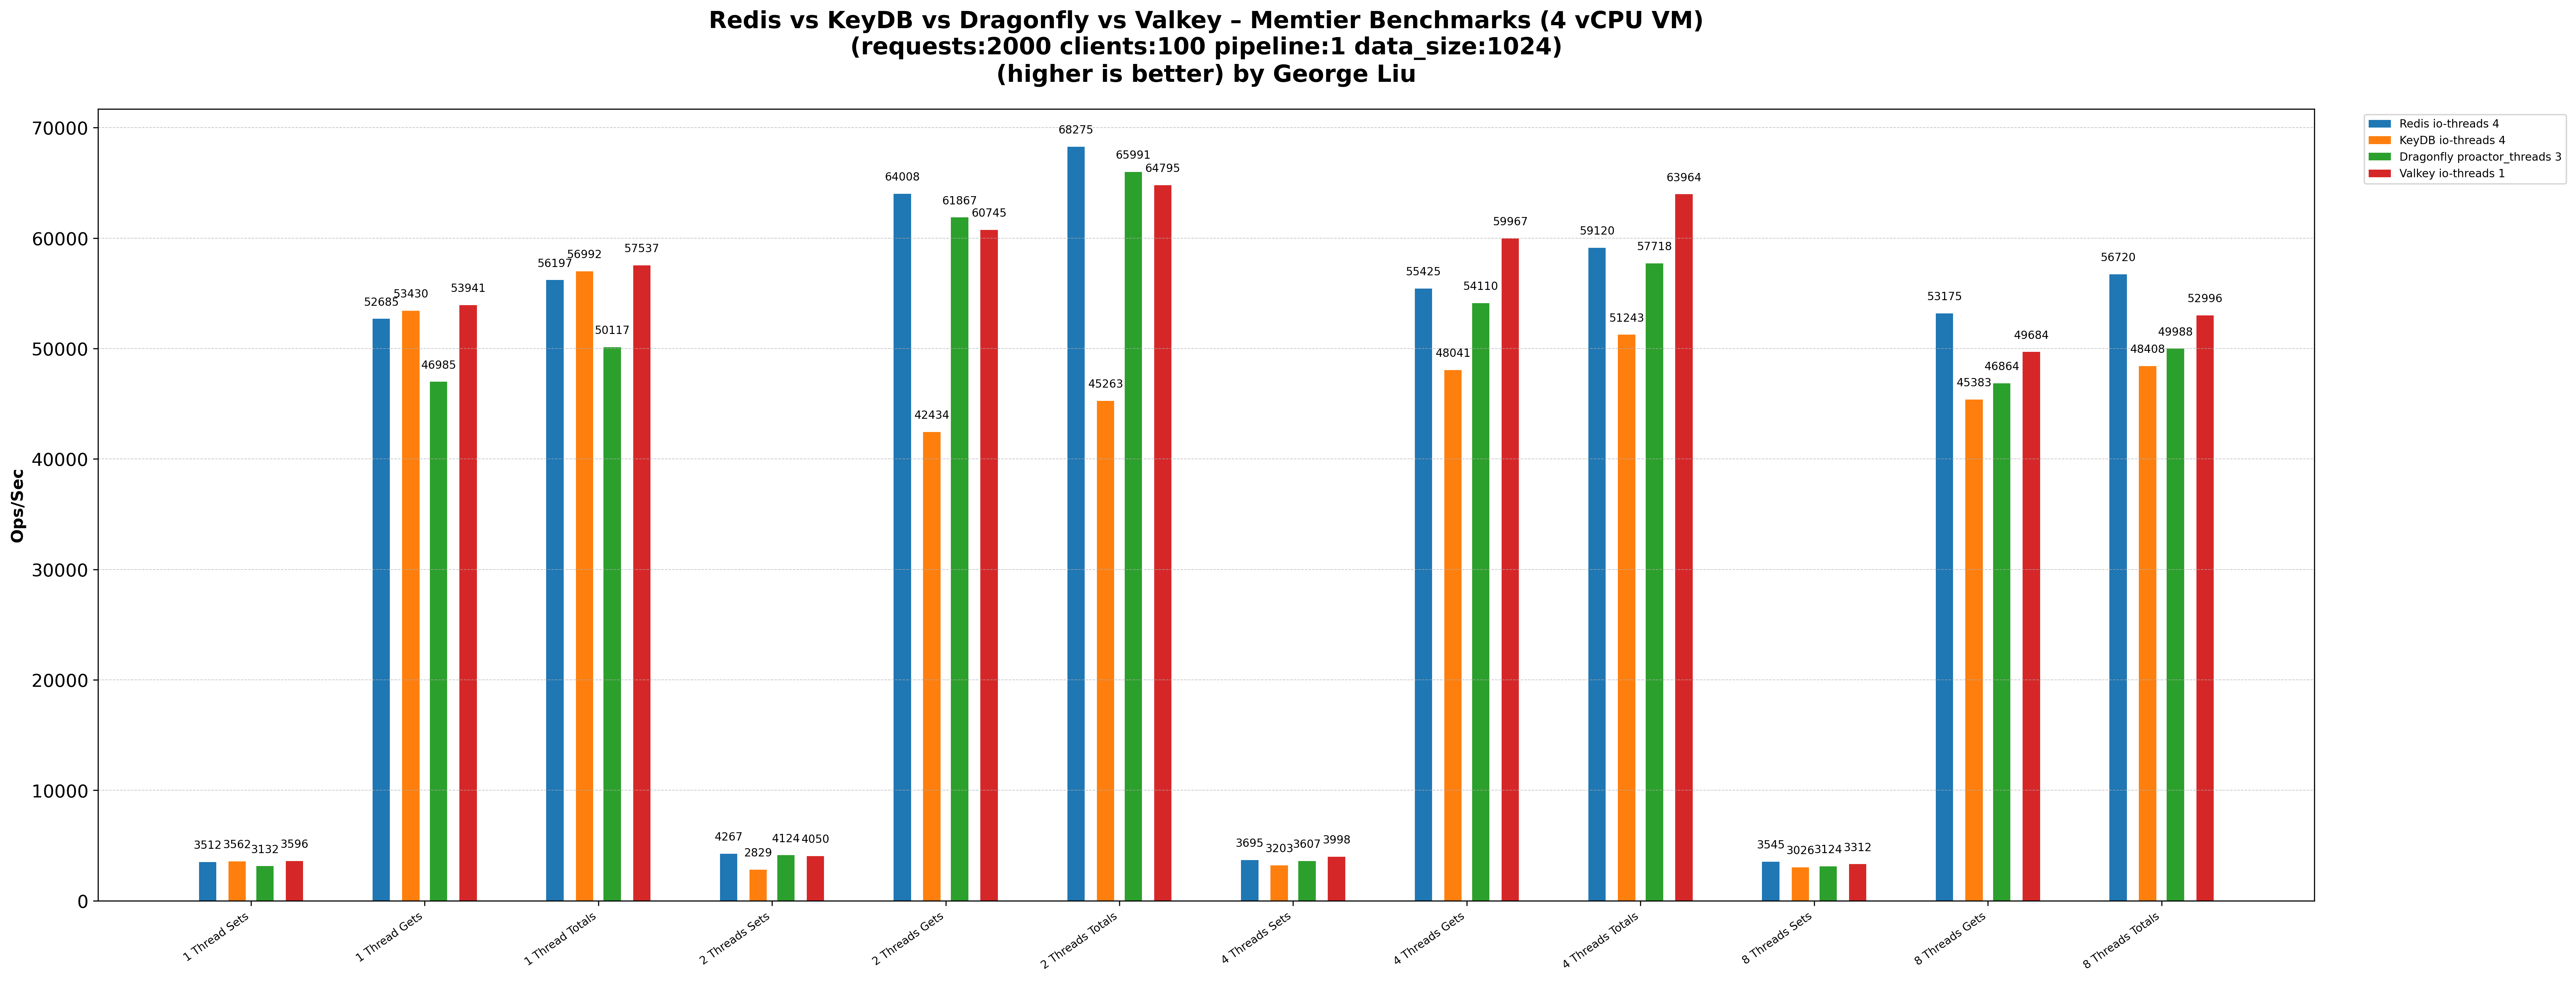 Redis vs KeyDB vs Dragonfly vs Valkey – Memtier Benchmarks (4 vCPU VM)
(requests:2000 clients:100 pipeline:1 data_size:1024)
(higher is better) by George Liu
Redis io-threads 4
KeyDB io-threads 4
Dragonfly proactor_threads 3
Valkey io-threads 1
Ops/Sec
70000
60000
50000
40000
30000
20000
10000
0
3512 3562 3132 3596
52685 53430 46985 53941
56197 56992 50117 57537
4267 2829 4124 4050
64008 42434 61867 60745
68275 45263 65991 64795
3695 3203 3607 3998
55425 48041 54110 59967
59120 51243 57718 63964
3545 3026 3124 3312
53175 45383 46864 49684
56720 48408 49988 52996
1 Thread Sets
1 Thread Gets
1 Thread Totals
2 Threads Sets
2 Threads Gets
2 Threads Totals
4 Threads Sets
4 Threads Gets
4 Threads Totals
8 Threads Sets
8 Threads Gets
8 Threads Totals